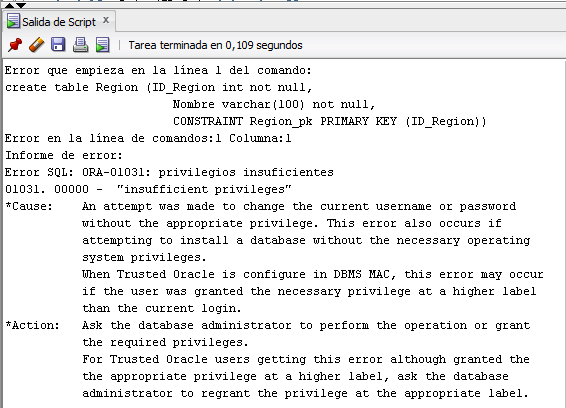 Salida de Script x
Tarea terminada en 0,109 segundos
Error que empieza en la línea 1 del comando:
create table Region (ID_Region int not null,
Nombre varchar(100) not null,
CONSTRAINT Region_pk PRIMARY KEY (ID_Region))
Error en la línea de comandos:1 Columna:1
Informe de error:
Error SQL: ORA-01031: privilegios insuficientes
01031. 00000 -  "insufficient privileges"
*Cause:    An attempt was made to change the current username or password
without the appropriate privilege. This error also occurs if
attempting to install a database without the necessary operating
system privileges.
When Trusted Oracle is configure in DBMS MAC, this error may occur
if the user was granted the necessary privilege at a higher label
than the current login.
*Action:   Ask the database administrator to perform the operation or grant
the required privileges.
For Trusted Oracle users getting this error although granted the
the appropriate privilege at a higher label, ask the database
administrator to regrant the privilege at the appropriate label.